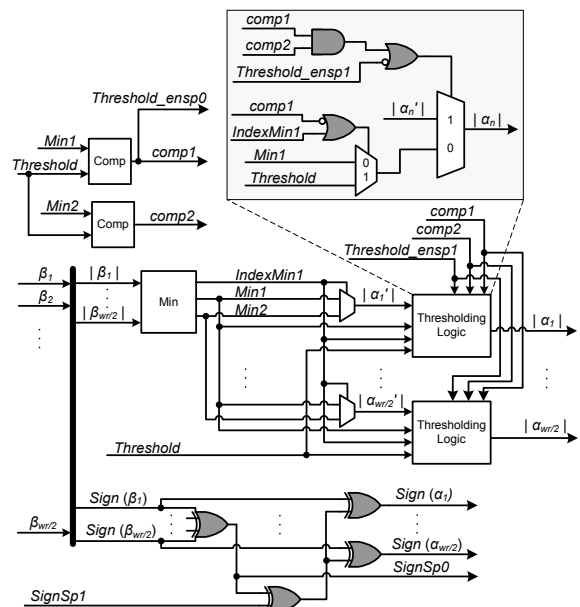 comp1
comp2
Threshold_ensp1
comp1
IndexMin1
Min1
Threshold
| αn'|
1
0
| αn|
0
1
Threshold_ensp0
Min1
Threshold
Comp
comp1
Min2
Comp
comp2
comp1
comp2
Threshold_ensp1
β1
| β1|
β2
| βwr/2|
Min
IndexMin1
Min1
Min2
| α1'|
Thresholding
Logic
| α1|
| αwr/2'|
Thresholding
Logic
| αwr/2|
Threshold
Sign (β1)
Sign (α1)
βwr/2
Sign (βwr/2)
Sign (αwr/2)
SignSp0
SignSp1